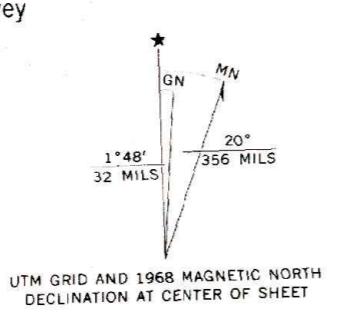 ey
★
GN
MN
1°48′
32 MILS
20°
356 MILS
UTM GRID AND 1968 MAGNETIC NORTH
DECLINATION AT CENTER OF SHEET